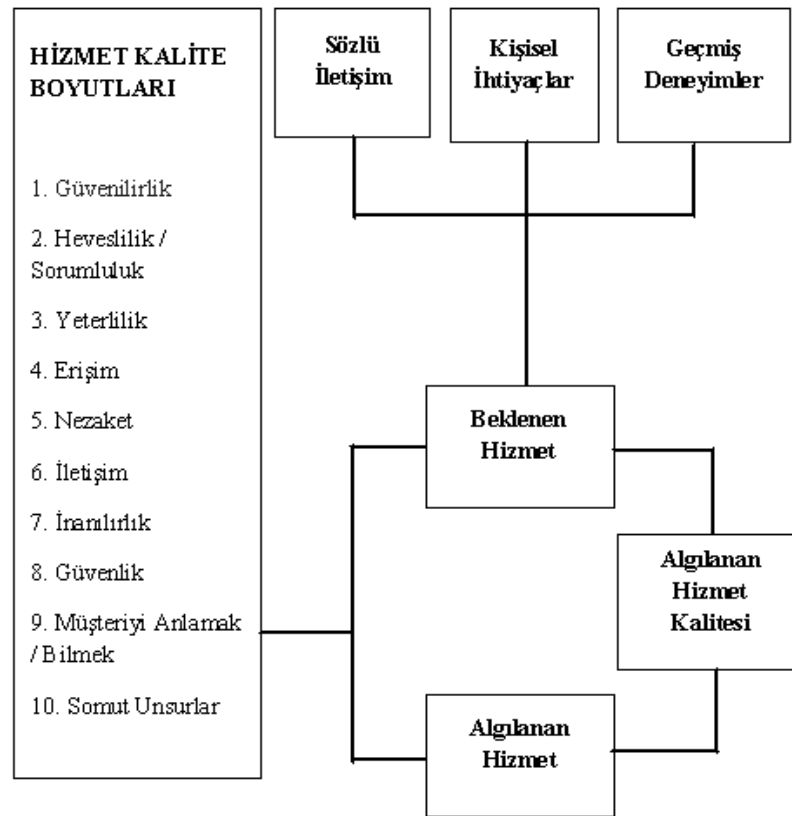 HİZMET KALİTE
BOYUTLARI
1. Güvenilirlik
2. Heveslilik /
Sorumluluk
3. Yeterlilik
4. Erişim
5. Nezaket
6. İletişim
7. İnanılırlık
8. Güvenlik
9. Müşteriyi Anlamak
/ Bilmek
10. Somut Unsurlar
Sözlü
İletişim
Kişisel
İhtiyaçlar
Geçmiş
Deneyimler
Beklenen
Hizmet
Algılanan
Hizmet
Kalitesi
Algılanan
Hizmet